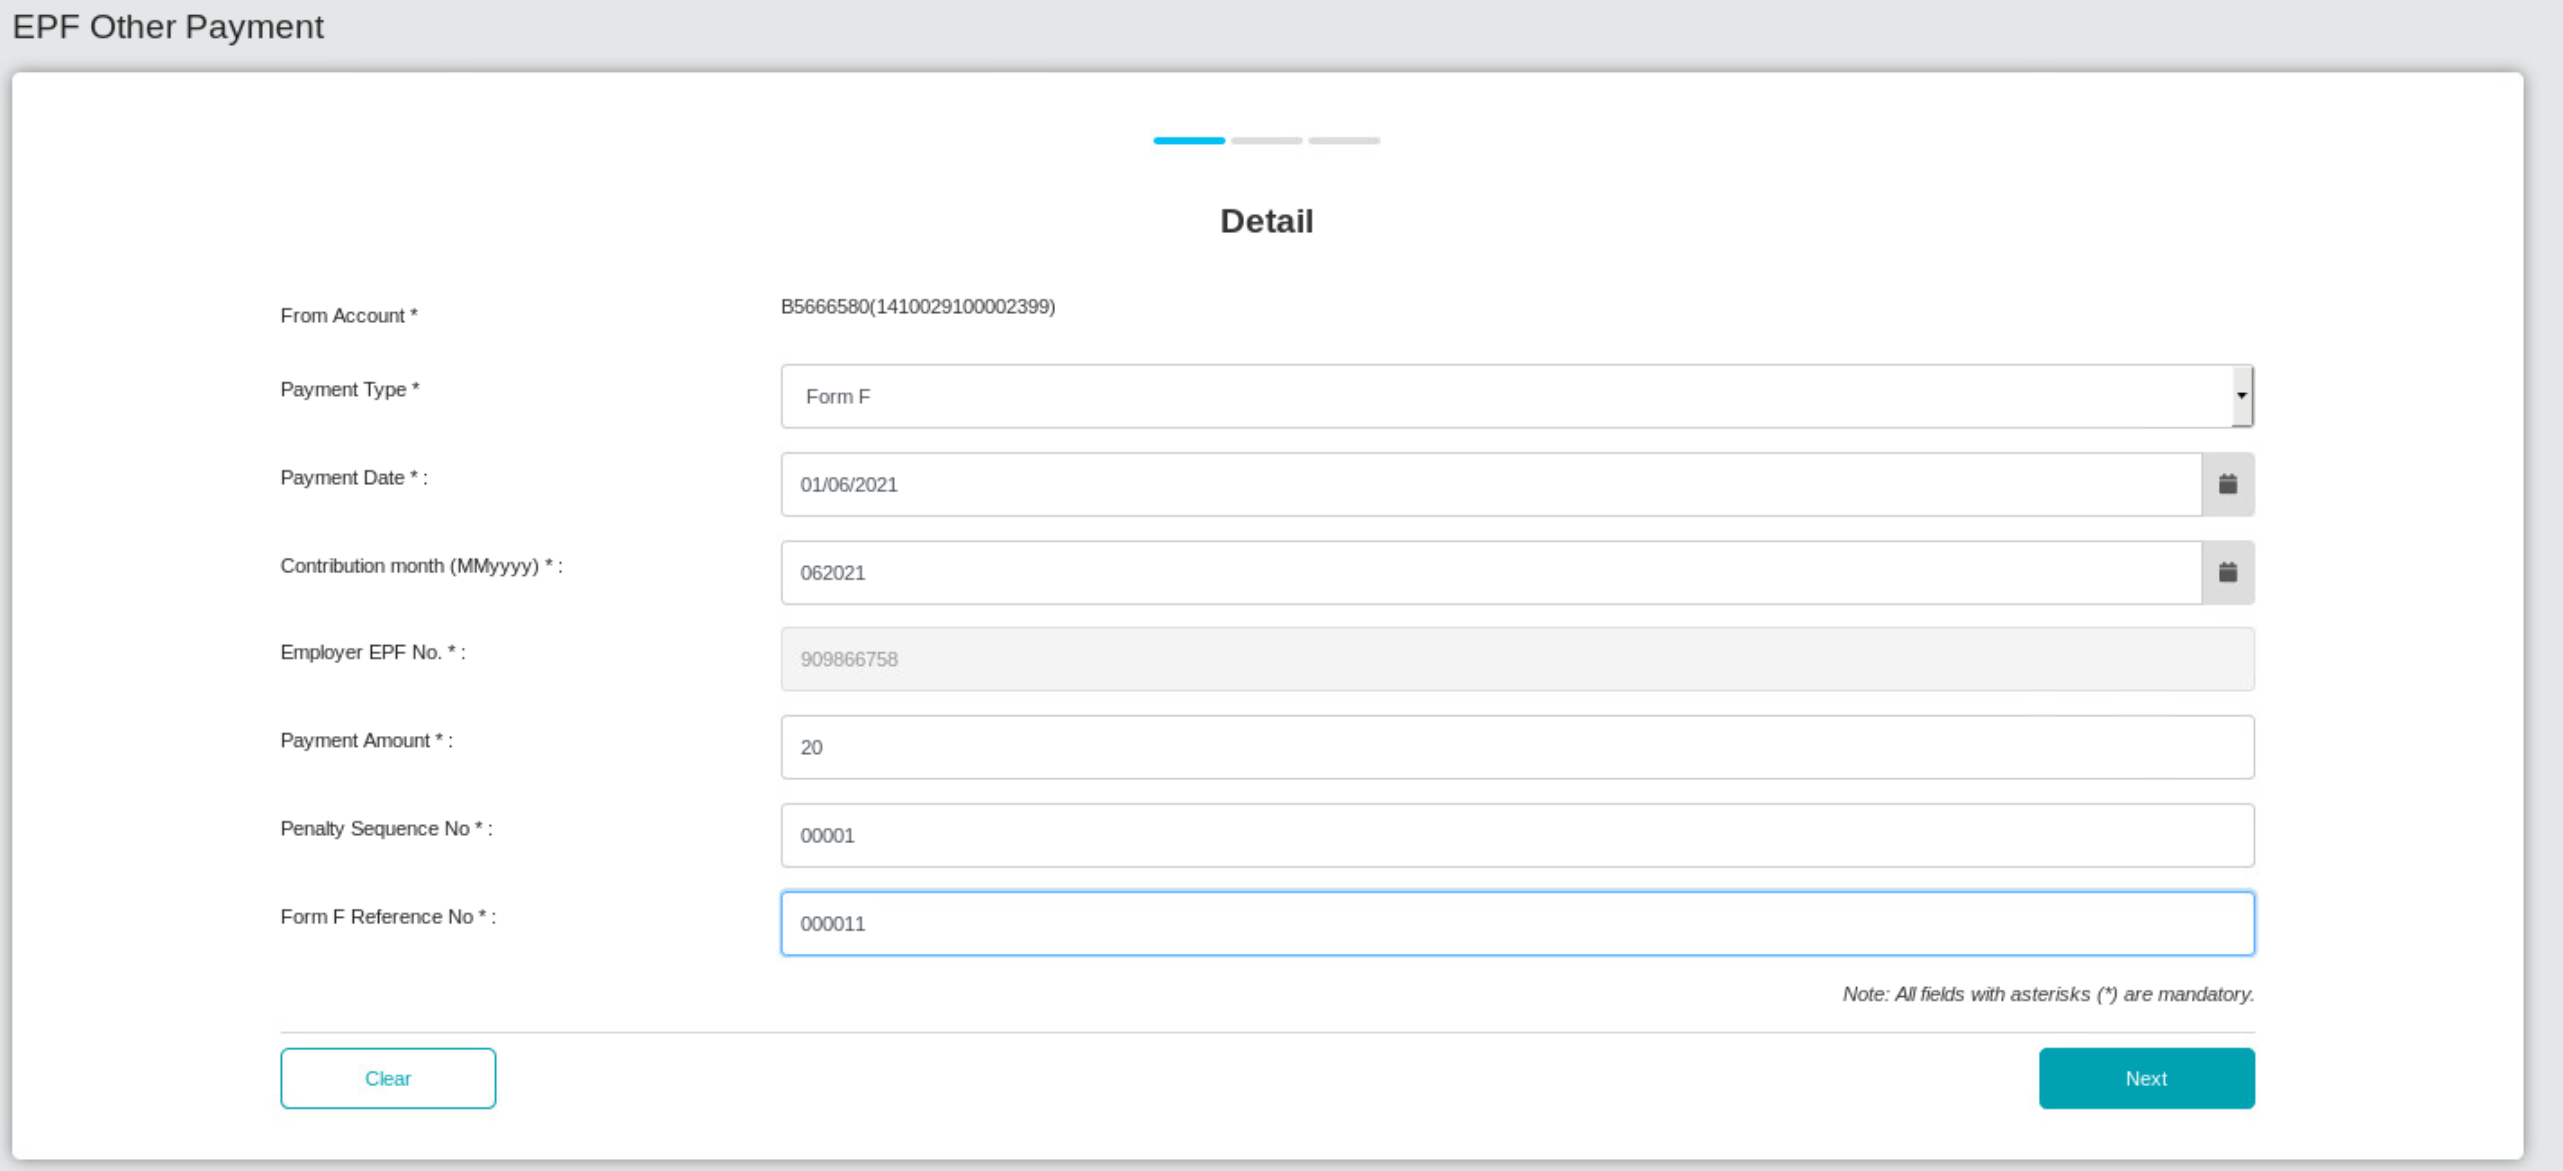 EPF Other Payment
Detail
From Account * B5666580(1410029100002399)
Payment Type * Form F
Payment Date * : 01/06/2021
Contribution month (MMyyyy) * : 062021
Employer EPF No. * : 909866758
Payment Amount * : 20
Penalty Sequence No * : 00001
Form F Reference No * : 000011
Note: All fields with asterisks (*) are mandatory.
Clear Next